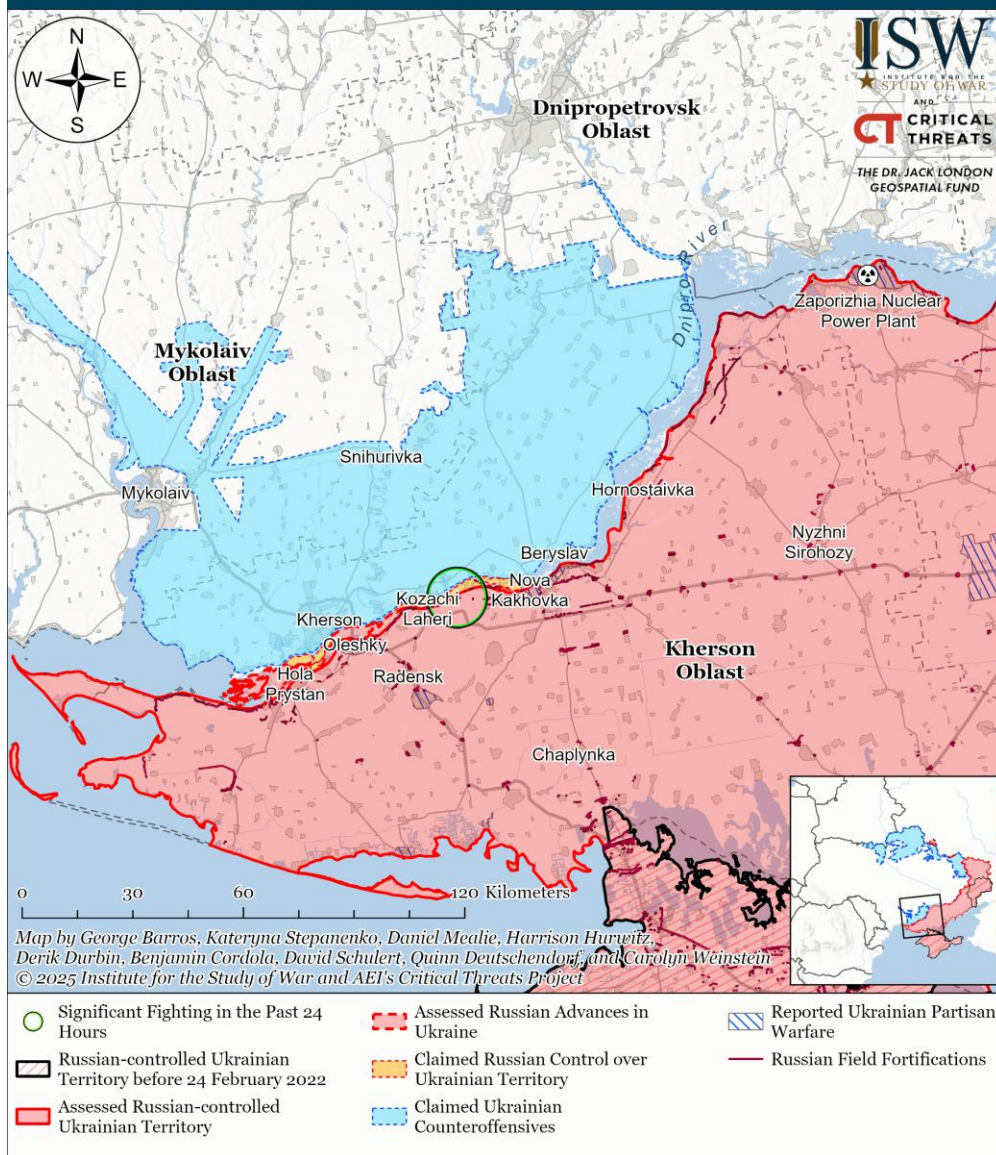 N
W E
S
ISW
INSTITUTE FOR THE
STUDY OF WAR
AND
CT CRITICAL
THREATS
THE DR. JACK LONDON
GEOSPATIAL FUND
Dnipropetrovsk
Oblast
Dnipro River
Zaporizhia Nuclear
Power Plant
Mykolaiv
Oblast
Snihurivka
Mykolaiv
Hornostaivka
Nyzhni
Sirohozy
Beryslav
Nova
Kakhovka
Kozachi
Laheri
Kherson
Oleshky
Hola
Prystan
Radensk
Kherson
Oblast
Chaplynka
0 30 60 120 Kilometers
Map by George Barros, Kateryna Stepanenko, Daniel Mealie, Harrison Hurwitz,
Derik Durbin, Benjamin Cordola, David Schulert, Quinn Deutschendorf, and Carolyn Weinstein
© 2025 Institute for the Study of War and AEI's Critical Threats Project
Significant Fighting in the Past 24
Hours
Russian-controlled Ukrainian
Territory before 24 February 2022
Assessed Russian-controlled
Ukrainian Territory
Assessed Russian Advances in
Ukraine
Claimed Russian Control over
Ukrainian Territory
Claimed Ukrainian
Counteroffensives
Reported Ukrainian Partisan
Warfare
Russian Field Fortifications